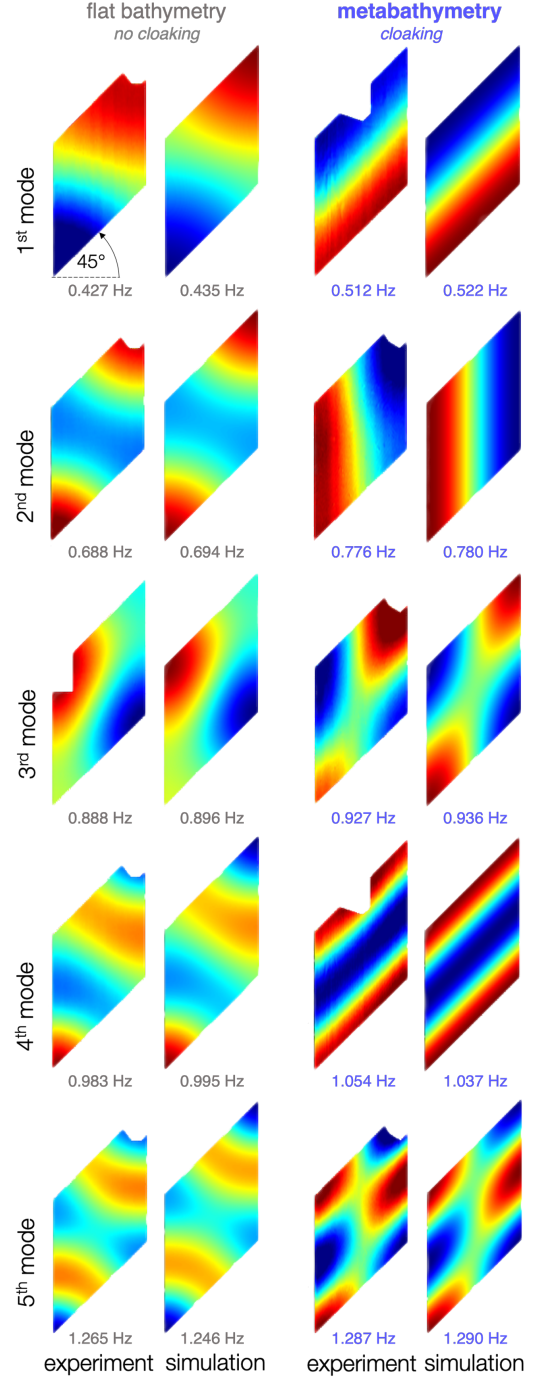 flat bathymetry metabathymetry
no cloaking cloaking
1st mode
45°
0.427 Hz 0.435 Hz 0.512 Hz 0.522 Hz
2nd mode
0.688 Hz 0.694 Hz 0.776 Hz 0.780 Hz
3rd mode
0.888 Hz 0.896 Hz 0.927 Hz 0.936 Hz
4th mode
0.983 Hz 0.995 Hz 1.054 Hz 1.037 Hz
5th mode
1.265 Hz 1.246 Hz 1.287 Hz 1.290 Hz
experiment simulation experiment simulation